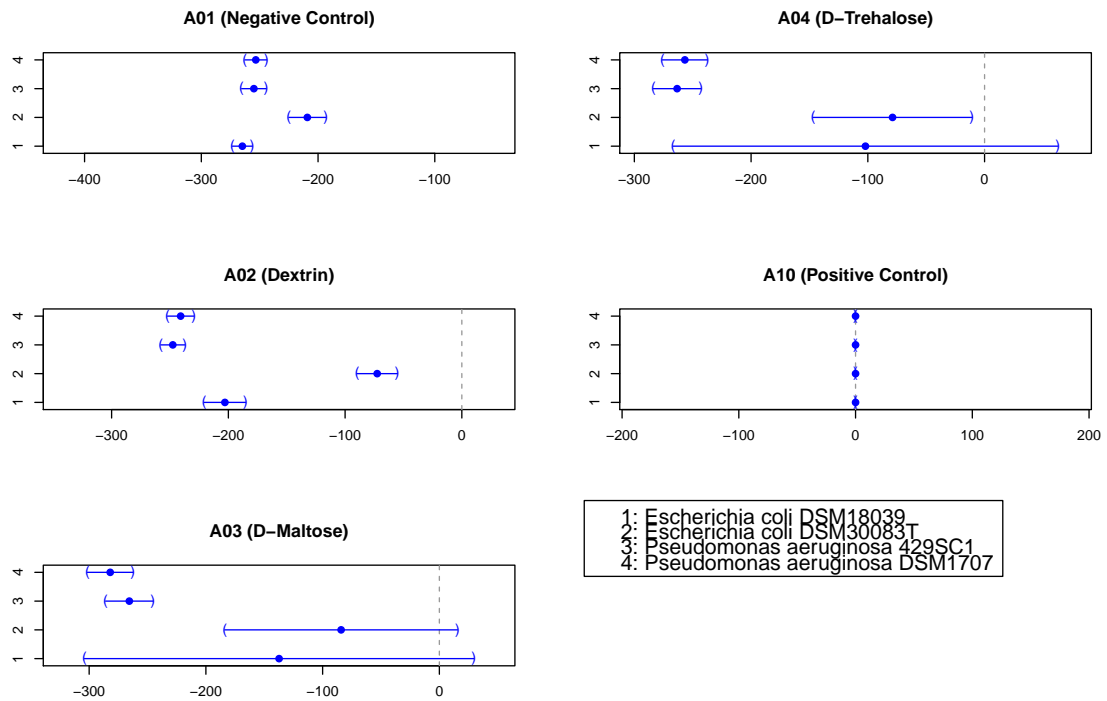 A01 (Negative Control)
4
3
2
1
−400 −300 −200 −100
A04 (D−Trehalose)
4
3
2
1
−300 −200 −100 0
A02 (Dextrin)
4
3
2
1
−300 −200 −100 0
A10 (Positive Control)
4
3
2
1
−200 −100 0 100 200
A03 (D−Maltose)
4
3
2
1
−300 −200 −100 0
1: Escherichia coli DSM18039
2: Escherichia coli DSM30083T
3: Pseudomonas aeruginosa 429SC1
4: Pseudomonas aeruginosa DSM1707